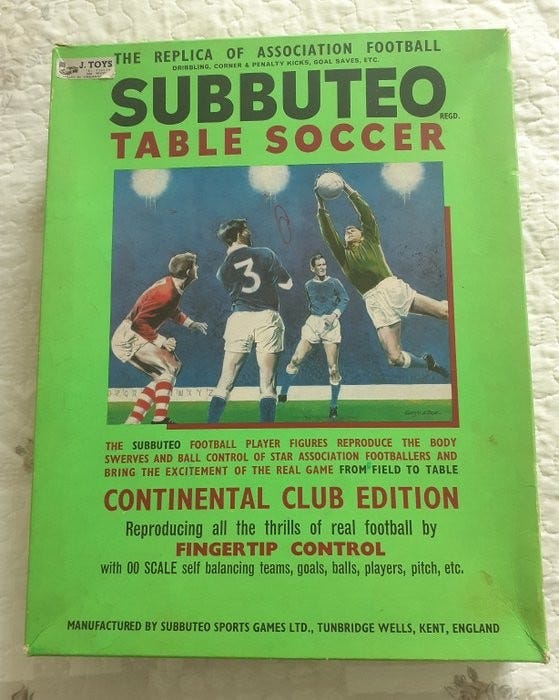 J. TOYS
THE REPLICA OF ASSOCIATION FOOTBALL
DRIBBLING, CORNER & PENALTY KICKS, GOAL SAVES, ETC.
SUBBUTEO
REGD.
TABLE SOCCER
3
THE SUBBUTEO FOOTBALL PLAYER FIGURES REPRODUCE THE BODY
SWERVES AND BALL CONTROL OF STAR ASSOCIATION FOOTBALLERS AND
BRING THE EXCITEMENT OF THE REAL GAME FROM FIELD TO TABLE
CONTINENTAL CLUB EDITION
Reproducing all the thrills of real football by
FINGERTIP CONTROL
with 00 SCALE self balancing teams, goals, balls, players, pitch, etc.
MANUFACTURED BY SUBBUTEO SPORTS GAMES LTD., TUNBRIDGE WELLS, KENT, ENGLAND